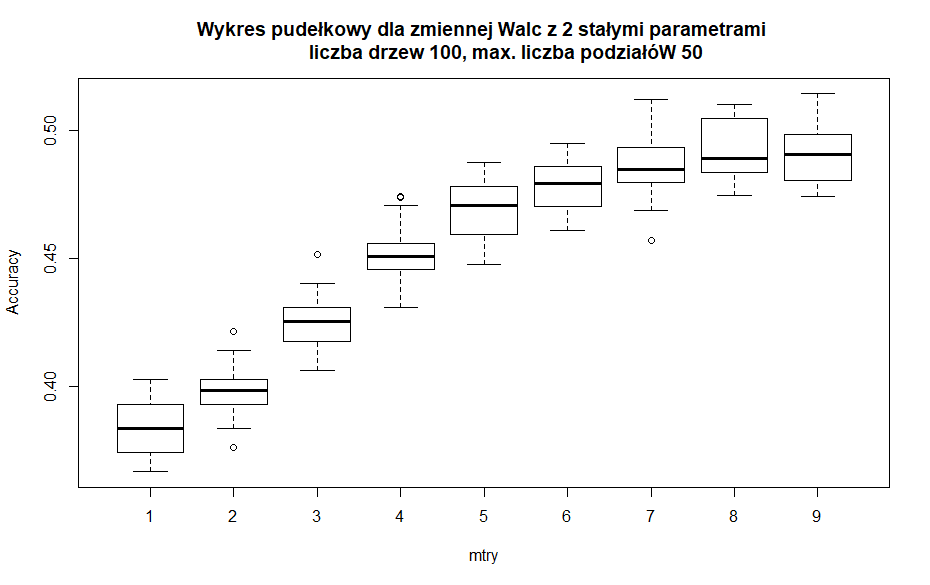 Wykres pudełkowy dla zmiennej Walc z 2 stałymi parametrami
liczba drzew 100, max. liczba podziałóW 50
Accuracy
0.50
0.45
0.40
1 2 3 4 5 6 7 8 9
mtry